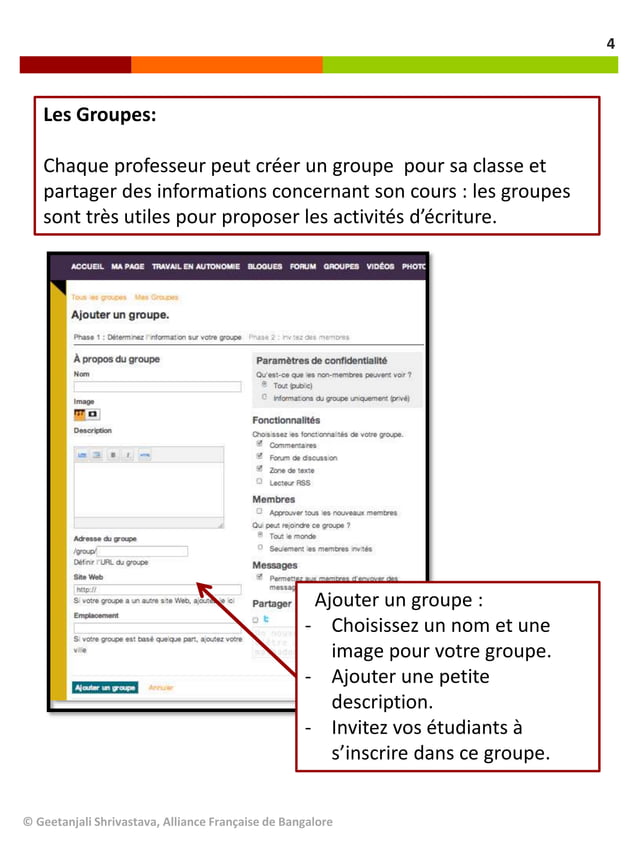 4
Les Groupes:
Chaque professeur peut créer un groupe pour sa classe et
partager des informations concernant son cours : les groupes
sont très utiles pour proposer les activités d’écriture.
ACCUEIL MA PAGE TRAVAIL EN AUTONOMIE BLOGUES FORUM GROUPES VIDÉOS PHOTO
Tous les groupes Mes Groupes
Ajouter un groupe.
Phase 1 : Déterminez l'information sur votre groupe Phase 2 : Invitez des membres
À propos du groupe
Nom
Image
Description
B I HTML
Adresse du groupe
/group/
Définir l'URL du groupe
Site Web
http://
Si votre groupe a un autre site Web, ajoutez-le ici
Emplacement
Si votre groupe est basé quelque part, ajoutez votre
ville
Ajouter un groupe Annuler
Paramètres de confidentialité
Qu'est-ce que les non-membres peuvent voir ?
Tout (public)
Informations du groupe uniquement (privé)
Fonctionnalités
Choisissez les fonctionnalités de votre groupe.
Commentaires
Forum de discussion
Zone de texte
Lecteur RSS
Membres
Approuver tous les nouveaux membres
Qui peut rejoindre ce groupe ?
Tout le monde
Seulement les membres invités
Messages
Permettez aux membres d'envoyer des
messag
Partager
Ajouter un groupe :
- Choisissez un nom et une
image pour votre groupe.
- Ajouter une petite
description.
- Invitez vos étudiants à
s’inscrire dans ce groupe.
© Geetanjali Shrivastava, Alliance Française de Bangalore